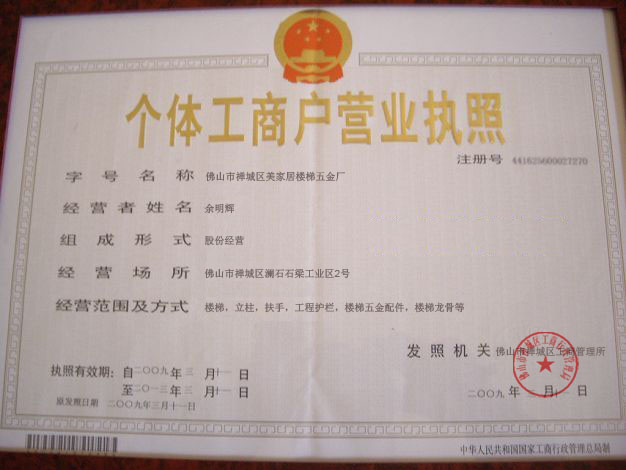 个体工商户营业执照
注册号 441625600027270
字号名称 佛山市禅城区美家居楼梯五金厂
经营者姓名 余明辉
组成形式 股份经营
经营场所 佛山市禅城区澜石石梁工业区2号
经营范围及方式 楼梯，立柱，扶手，工程护栏，楼梯五金配件，楼梯龙骨等
发照机关 佛山市禅城区工商管理所
执照有效期：自二〇〇九年三月十一日
至二〇一三年三月十一日
原发照日期 二〇〇九年三月十一日
二〇〇九年三月十一日
中华人民共和国国家工商行政管理总局制